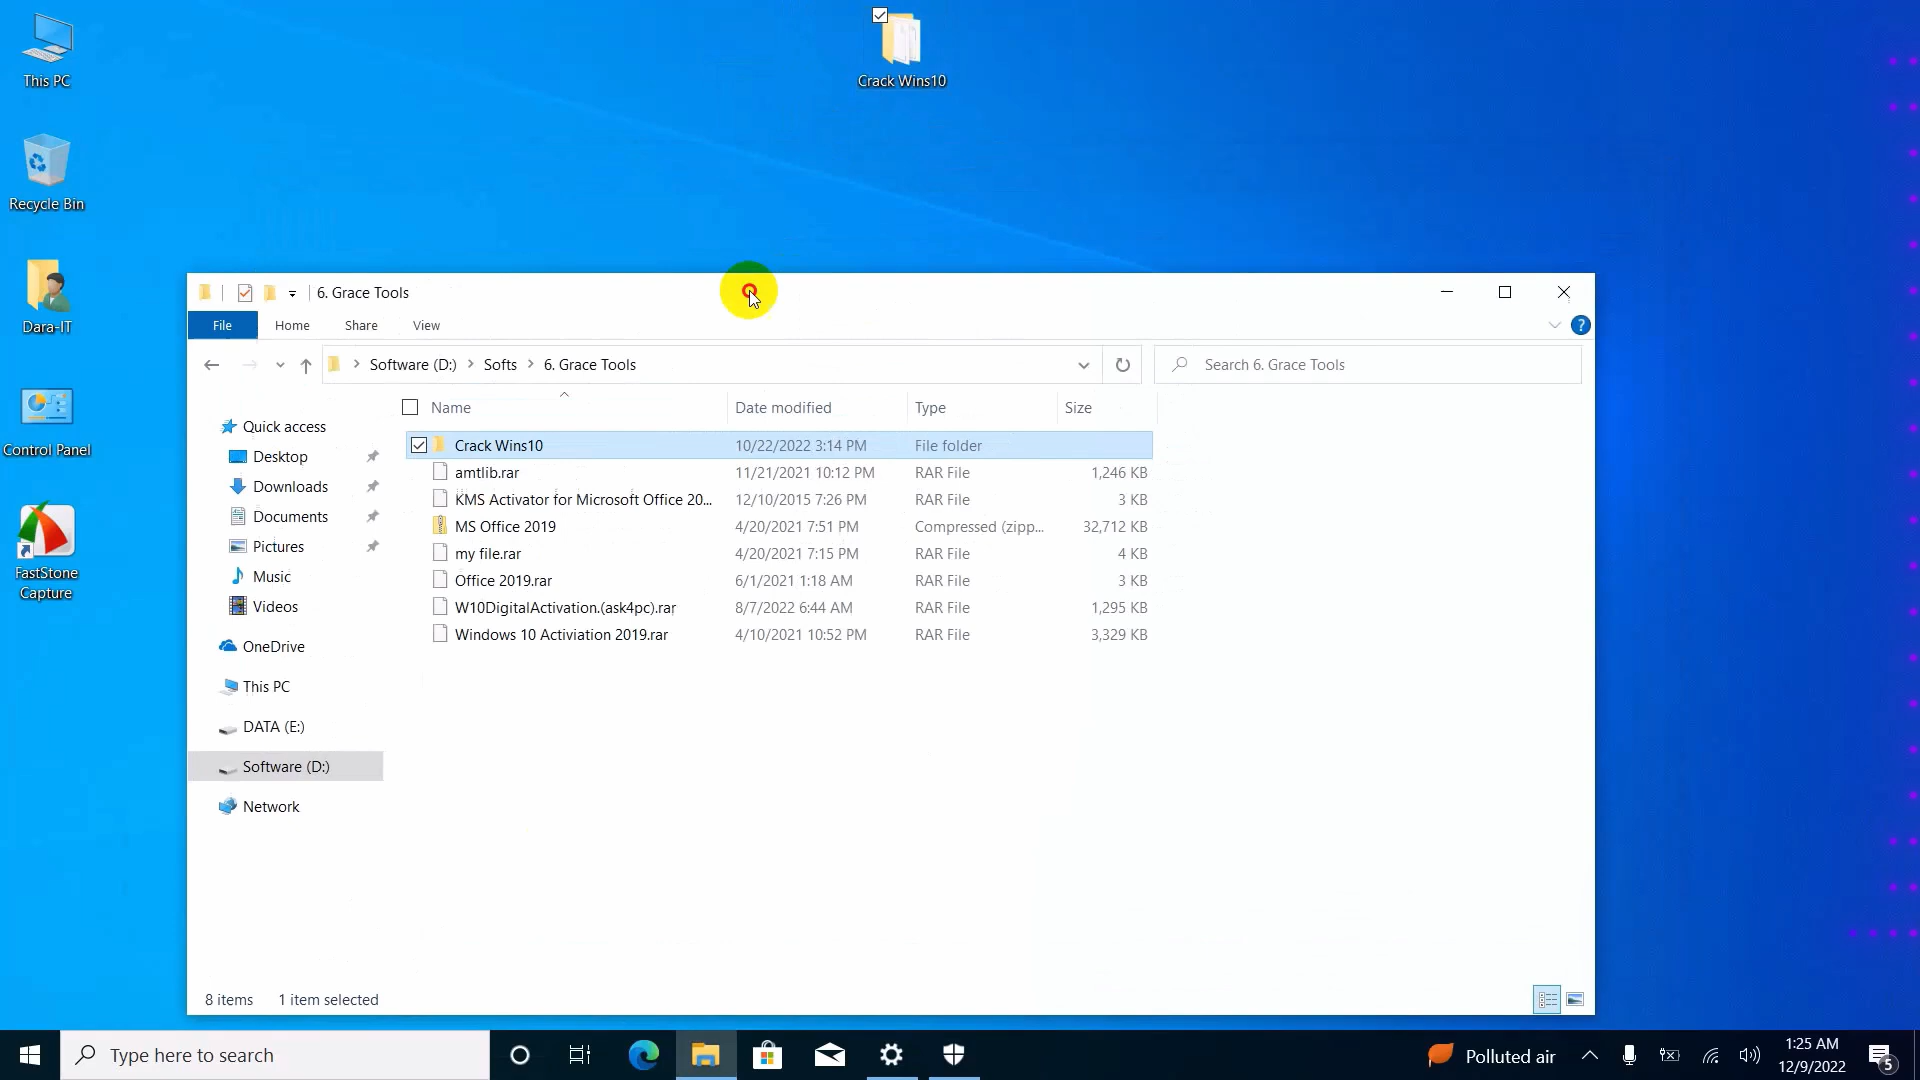 This PC
Crack Wins10
Recycle Bin
Dara-IT
Control Panel
FastStone
Capture
6. Grace Tools
File Home Share View
?
Software (D:) Softs 6. Grace Tools
Search 6. Grace Tools
Name Date modified Type Size
Quick access
Desktop
Downloads
Documents
Pictures
Music
Videos
OneDrive
This PC
DATA (E:)
Software (D:)
Network
Crack Wins10 10/22/2022 3:14 PM File folder
amtlib.rar 11/21/2021 10:12 PM RAR File 1,246 KB
KMS Activator for Microsoft Office 20... 12/10/2015 7:26 PM RAR File 3 KB
MS Office 2019 4/20/2021 7:51 PM Compressed (zipp... 32,712 KB
my file.rar 4/20/2021 7:15 PM RAR File 4 KB
Office 2019.rar 6/1/2021 1:18 AM RAR File 3 KB
W10DigitalActivation.(ask4pc).rar 8/7/2022 6:44 AM RAR File 1,295 KB
Windows 10 Activiation 2019.rar 4/10/2021 10:52 PM RAR File 3,329 KB
8 items 1 item selected
Type here to search
Polluted air
1:25 AM
12/9/2022
5